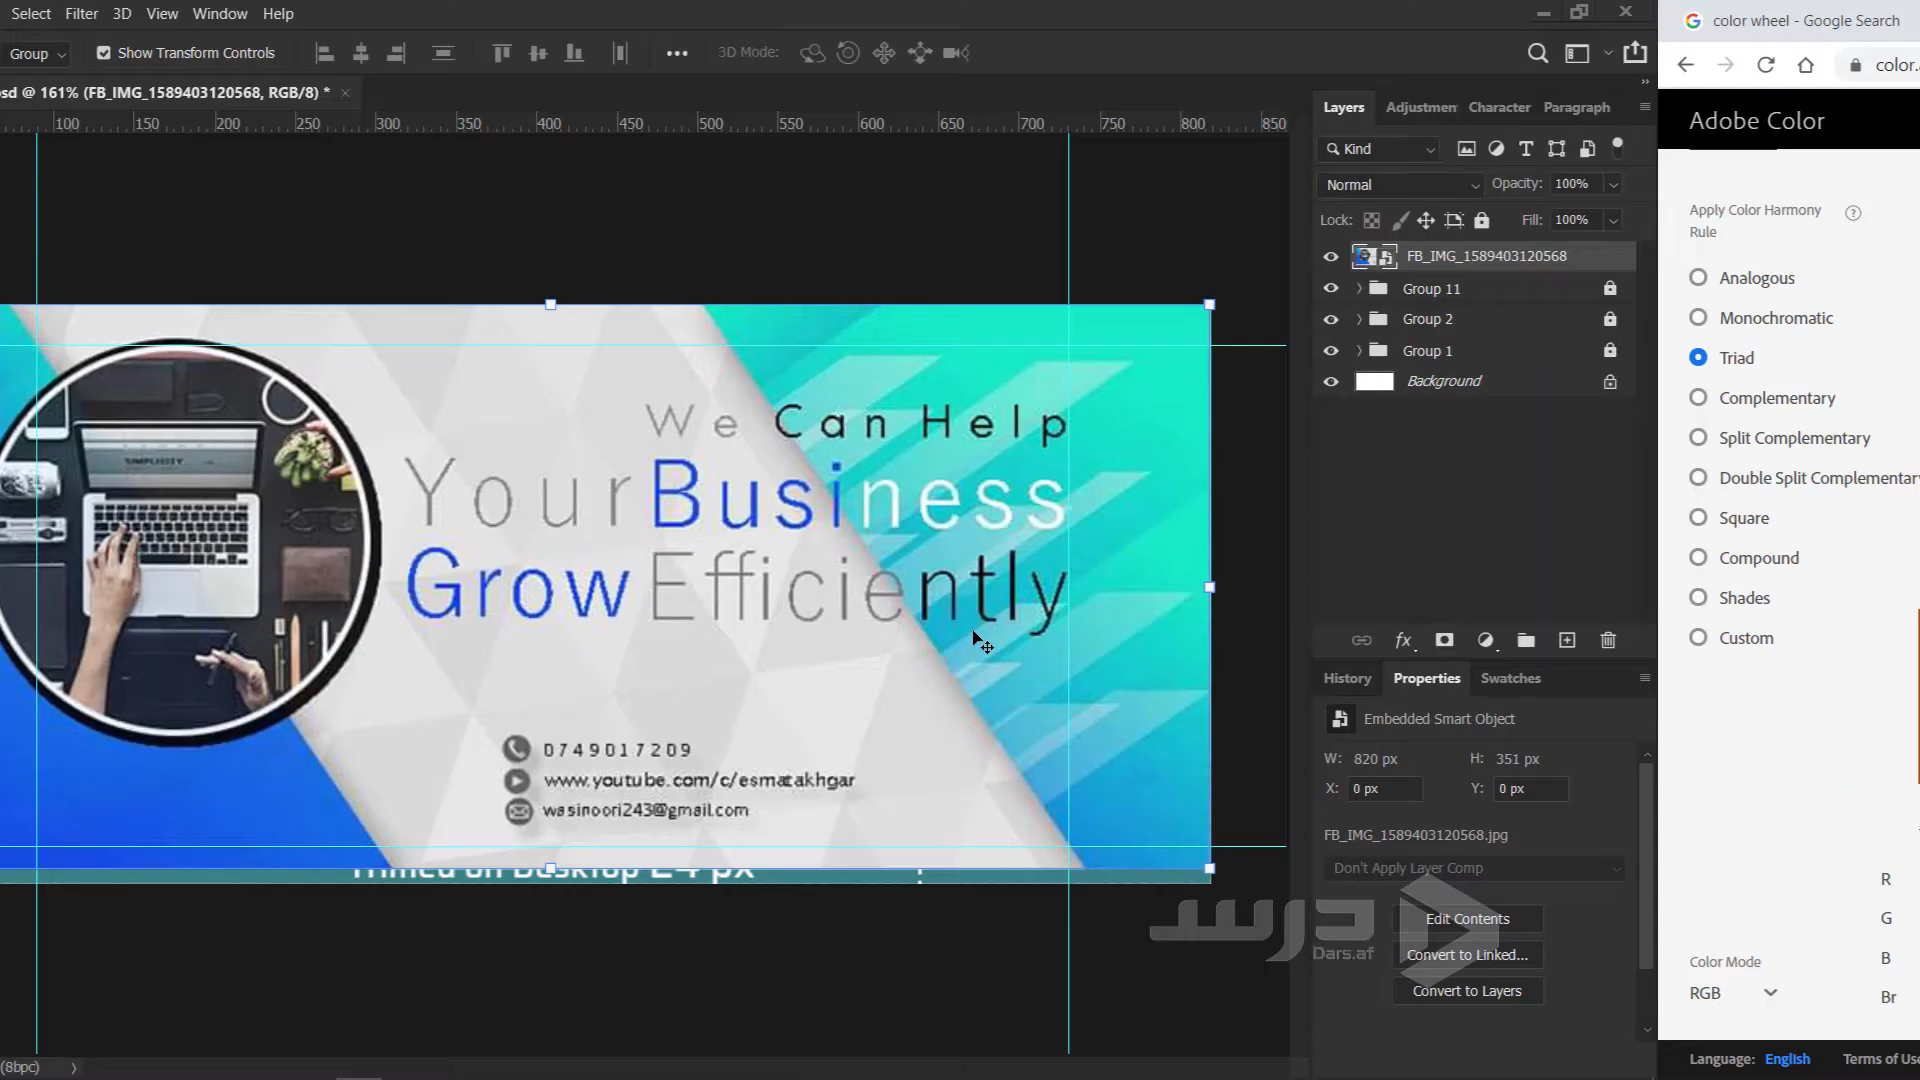 Select Filter 3D View Window Help
color wheel - Google Search
Group Show Transform Controls 3D Mode:
color.
sd @ 161% (FB_IMG_1589403120568, RGB/8) *
100 150 200 250 300 350 400 450 500 550 600 650 700 750 800 850
Layers Adjustmen Character Paragraph
Kind
Normal Opacity: 100%
Lock: Fill: 100%
FB_IMG_1589403120568
Group 11
Group 2
Group 1
Background
Adobe Color
Apply Color Harmony
Rule
Analogous
Monochromatic
Triad
Complementary
Split Complementary
Double Split Complementary
Square
Compound
Shades
Custom
We Can Help
Your Business
Grow Efficiently
SIMPLICITY
0749017209
www.youtube.com/c/esmatakhgar
wasinoori243@gmail.com
fx
History Properties Swatches
Embedded Smart Object
W: 820 px H: 351 px
X: 0 px Y: 0 px
FB_IMG_1589403120568.jpg
Don't Apply Layer Comp
Edit Contents
Convert to Linked...
Convert to Layers
درس
Dars.af
R
G
B
Br
Color Mode
RGB
(8bpc)
Language: English Terms of Us